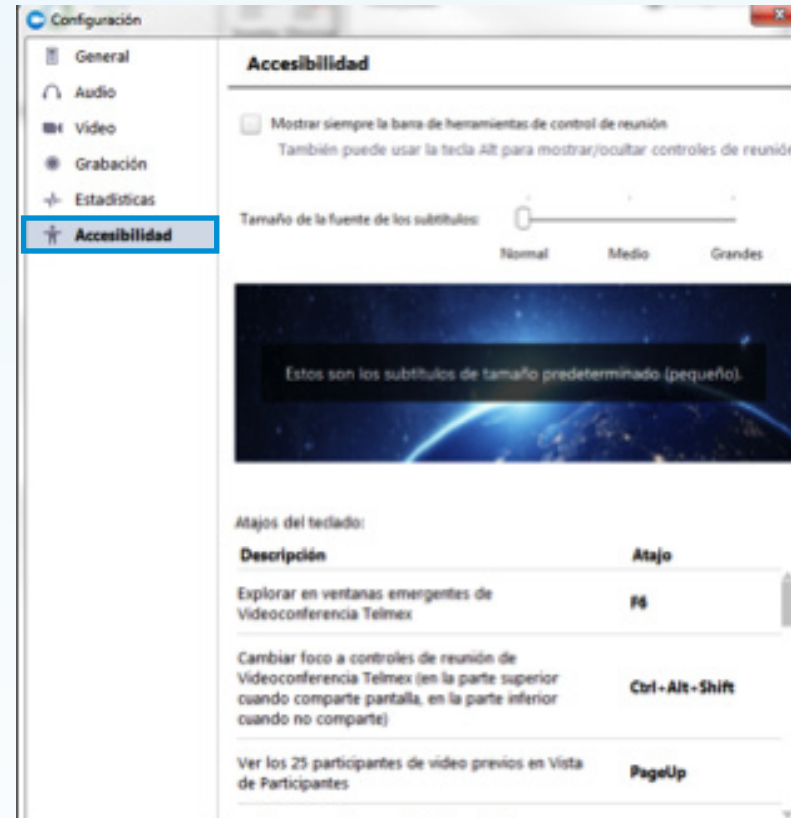 Configuración
General
Audio
Video
Grabación
Estadísticas
Accesibilidad
Accesibilidad
Mostrar siempre la barra de herramientas de control de reunión
También puede usar la tecla Alt para mostrar/ocultar controles de reunión
Tamaño de la fuente de los subtítulos:
Normal Medio Grandes
Estos son los subtítulos de tamaño predeterminado (pequeño).
Atajos del teclado:
Descripción Atajo
Explorar en ventanas emergentes de
Videoconferencia Telmex
F6
Cambiar foco a controles de reunión de
Videoconferencia Telmex (en la parte superior
cuando comparte pantalla, en la parte inferior
cuando no comparte)
Ctrl+Alt+Shift
Ver los 25 participantes de video previos en Vista
de Participantes
PageUp